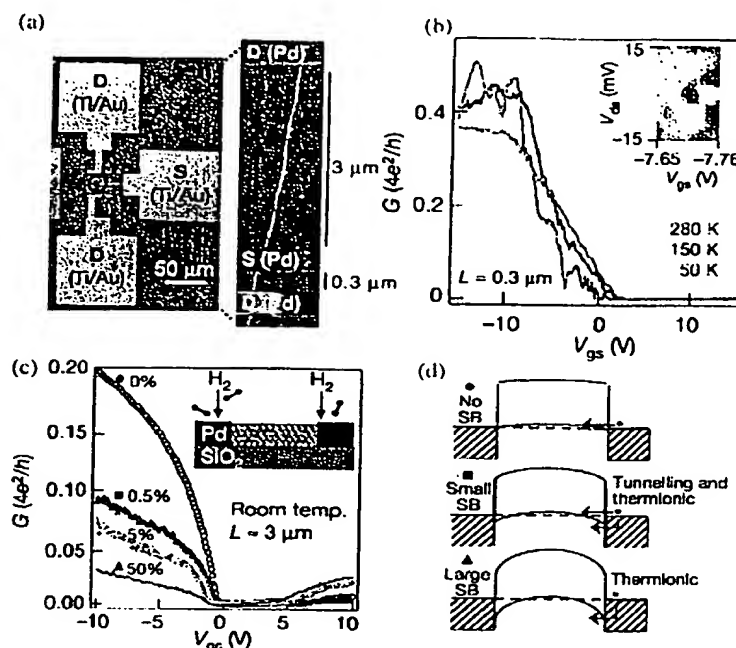 (a)
D
(Ti/Au)
S
(Ti/Au)
D
(Ti/Au)
50 μm
D (Pd)
3 μm
S (Pd)
0.3 μm
D (Pd)
(b)
G (4e²/h)
0.4
0.2
0
−10
0
10
V_gs (V)
L = 0.3 μm
280 K
150 K
50 K
15
−15
V_ds (mV)
−7.65
−7.76
V_gs (V)
(c)
G (4e²/h)
0.20
0.15
0.10
0.05
0.00
−10
−5
0
5
10
V_gs (V)
0%
0.5%
5%
50%
H₂
H₂
Pd
SiO₂
Room temp.
L ≈ 3 μm
(d)
No
SB
Small
SB
Tunnelling and
thermionic
Large
SB
Thermionic